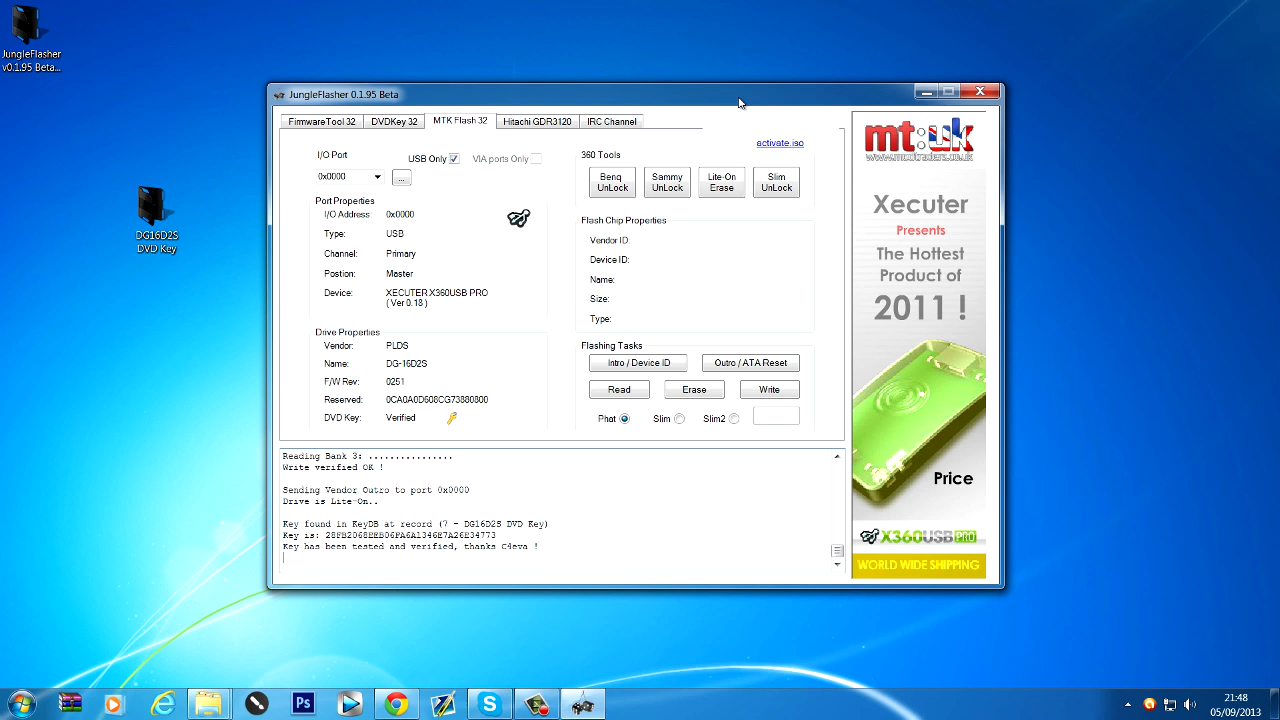 JungleFlasher
v0.1.95 Beta...
DG16D2S
DVD Key
JungleFlasher 0.1.95 Beta
FirmwareTool 32
DVDKey 32
MTK Flash 32
Hitachi GDR3120
IRC Channel
activate.iso
I/O Port
USB Only
VIA ports Only
0x0000
...
Port Properties
I/O Address: 0x0000
Type: USB
Channel: Primary
Postion: Master
Device: XECUTER X360USB PRO
( Ver 0.18 )
Drive Properties
Vendor: PLDS
Name: DG-16D2S
F/W Rev: 0251
Reserved: 0CA0A0D608CG73880800
DVD Key: Verified
360 Tools
Benq
UnLock
Sammy
UnLock
Lite-On
Erase
Slim
UnLock
Flash Chip Properties
Vendor ID:
Device ID:
Name:
Size:
Type:
Flashing Tasks
Intro / Device ID
Outro / ATA Reset
Read
Erase
Write
Phat
Slim
Slim2
Reading Bank 3: ................
Write verified OK !
Sending Vendor Outro to port 0x0000
Drive is Lite-On..
Key found in KeyDB at record (7 - DG16D2S DVD Key)
Key has been tested and verified, thanks C4eva !
mt:uk
Xecuter
Presents
The Hottest
Product of
2011 !
Price
X360USB PRO
WORLD WIDE SHIPPING
Ps
21:48
05/09/2013